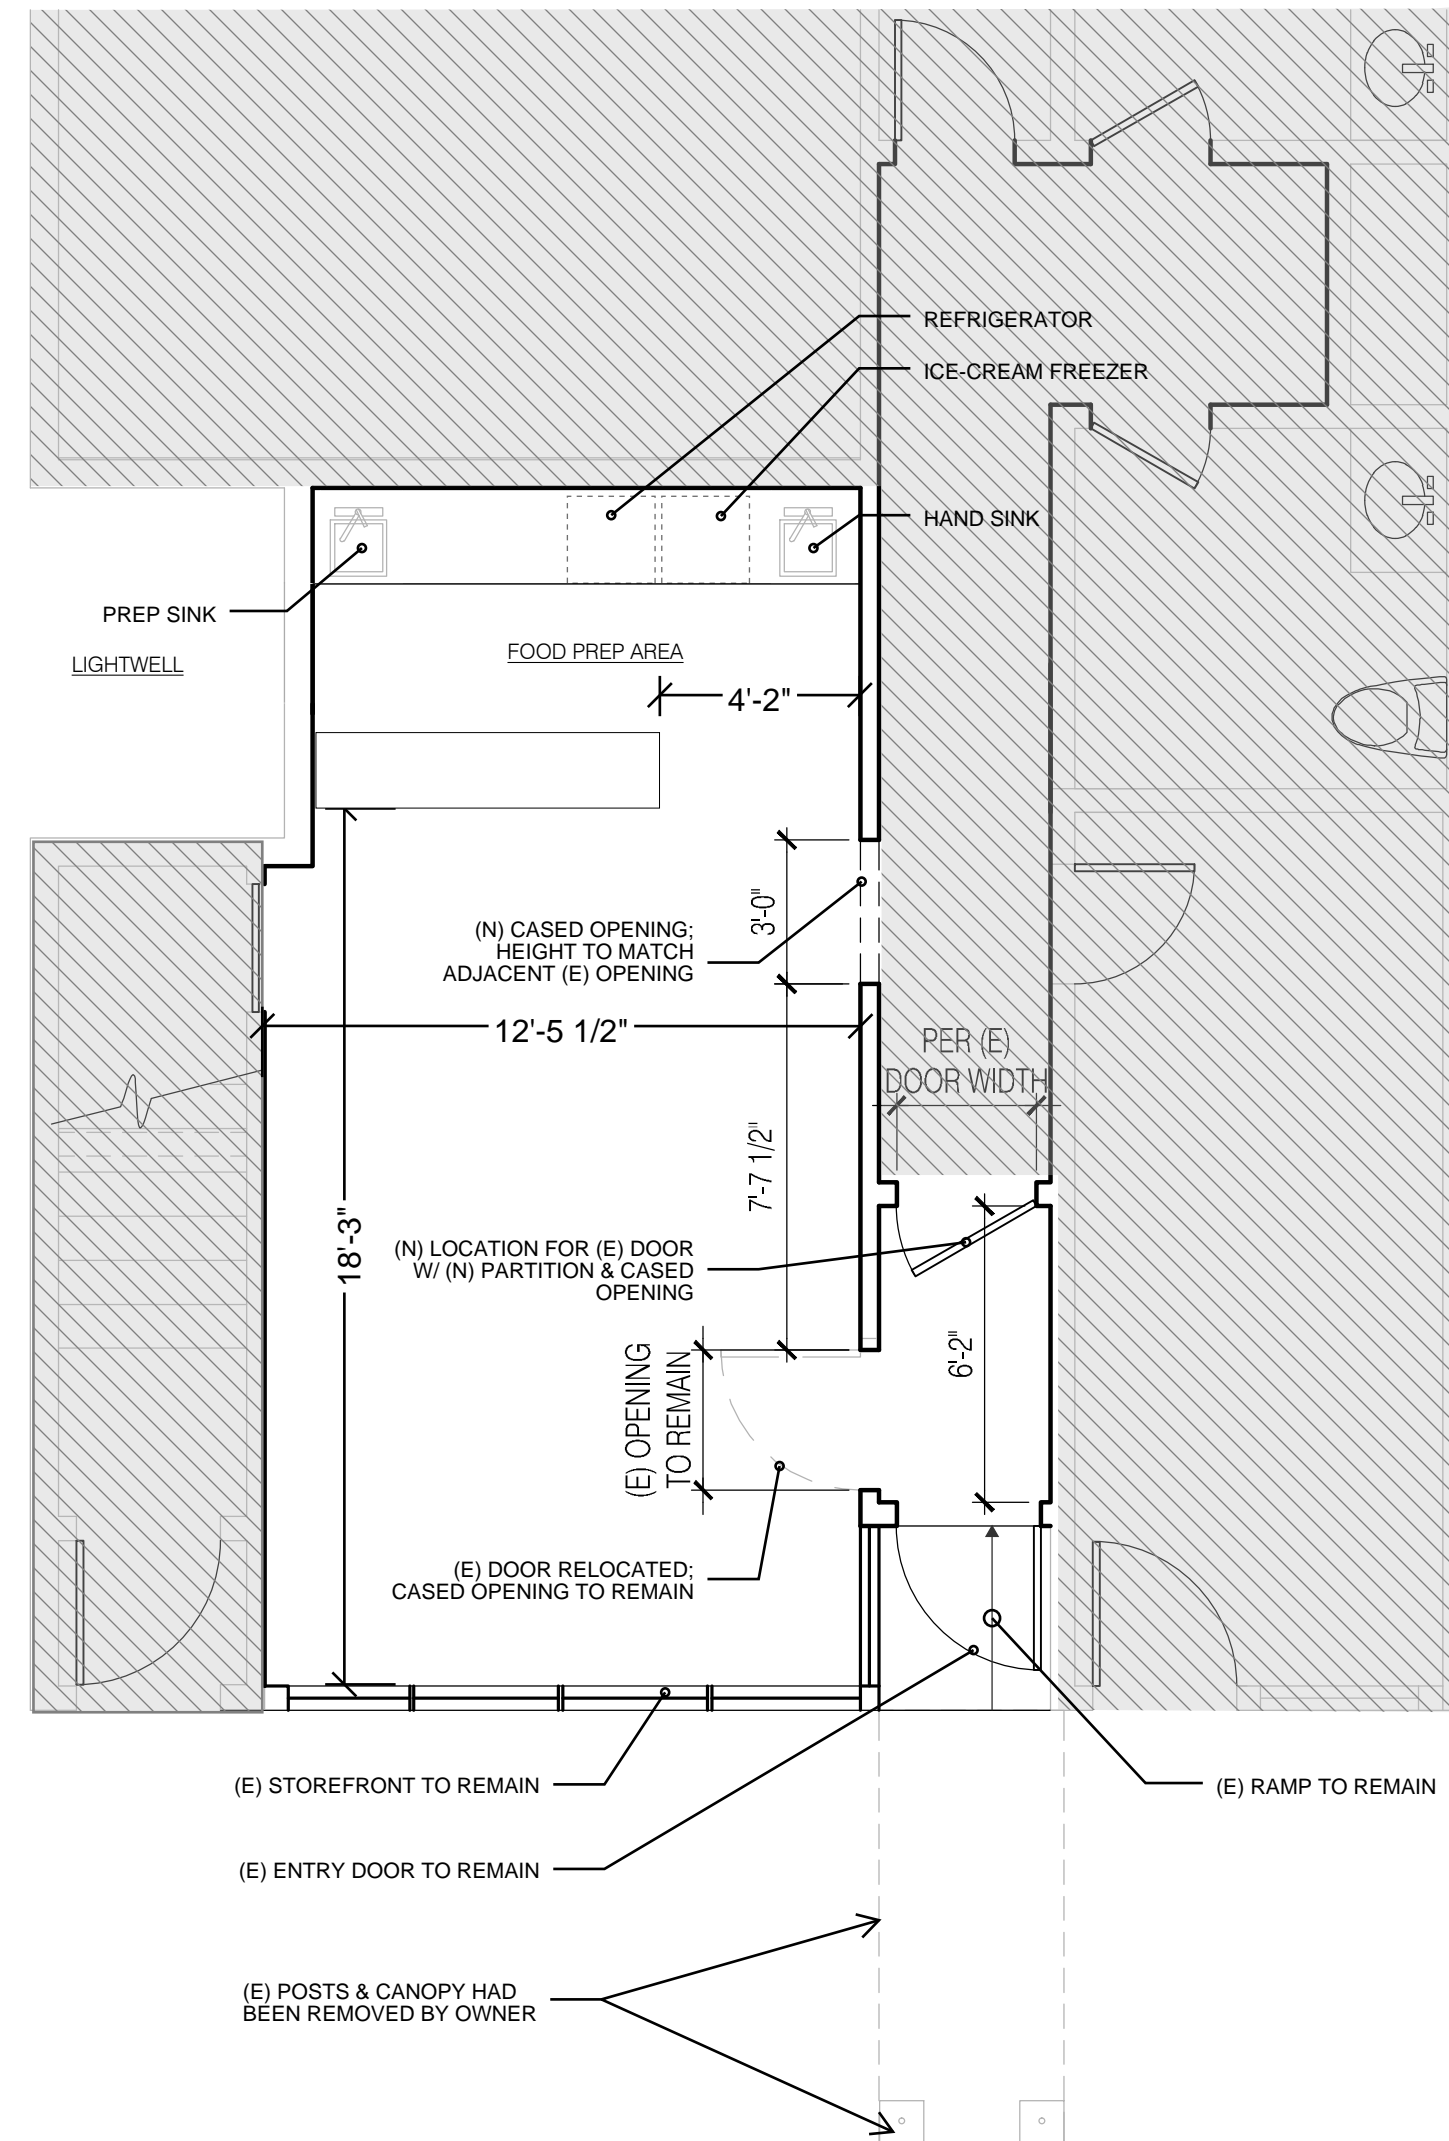 REFRIGERATOR
ICE-CREAM FREEZER
HAND SINK
PREP SINK
LIGHTWELL
FOOD PREP AREA
4'-2"
3'-0"
(N) CASED OPENING;
HEIGHT TO MATCH
ADJACENT (E) OPENING
12'-5 1/2"
PER (E)
DOOR WIDTH
7'-7 1/2"
18'-3"
(N) LOCATION FOR (E) DOOR
W/ (N) PARTITION & CASED
OPENING
6'-2"
(E) OPENING
TO REMAIN
(E) DOOR RELOCATED;
CASED OPENING TO REMAIN
(E) STOREFRONT TO REMAIN
(E) RAMP TO REMAIN
(E) ENTRY DOOR TO REMAIN
(E) POSTS & CANOPY HAD
BEEN REMOVED BY OWNER